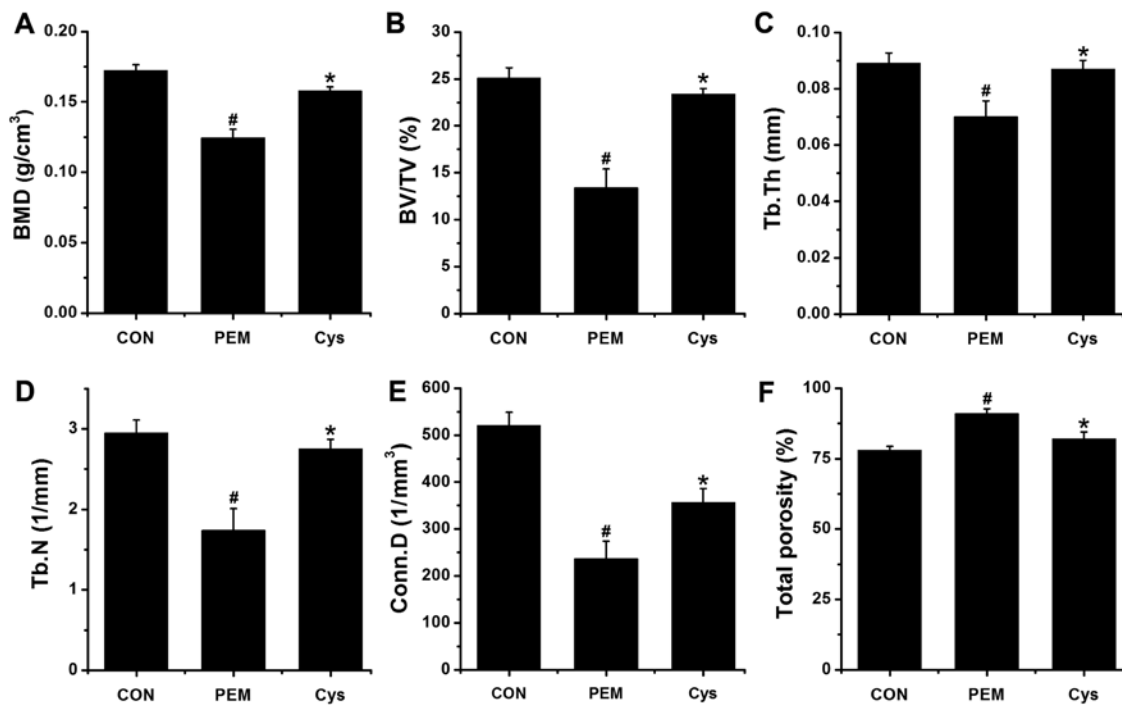 A
BMD (g/cm³)
0.20
0.15
0.10
0.05
0.00
#
*
CON PEM Cys
B
BV/TV (%)
30
25
20
15
10
5
0
#
*
CON PEM Cys
C
Tb.Th (mm)
0.10
0.08
0.06
0.04
0.02
0.00
#
*
CON PEM Cys
D
Tb.N (1/mm)
3
2
1
0
#
*
CON PEM Cys
E
Conn.D (1/mm³)
600
500
400
300
200
100
0
#
*
CON PEM Cys
F
Total porosity (%)
100
75
50
25
0
#
*
CON PEM Cys